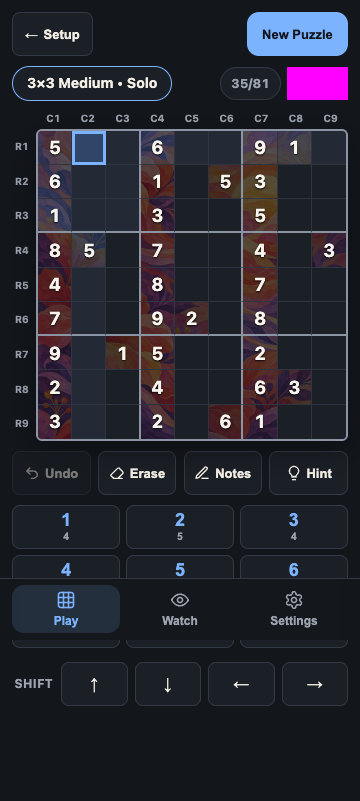 ← Setup
New Puzzle
3×3 Medium • Solo
35/81
C1 C2 C3 C4 C5 C6 C7 C8 C9
R1 5 6 9 1
R2 6 1 5 3
R3 1 3 5
R4 8 5 7 4 3
R5 4 8 7
R6 7 9 2 8
R7 9 1 5 2
R8 2 4 6 3
R9 3 2 6 1
Undo Erase Notes Hint
1 2 3
4 5 4
4 5 6
Play Watch Settings
SHIFT ↑ ↓ ← →